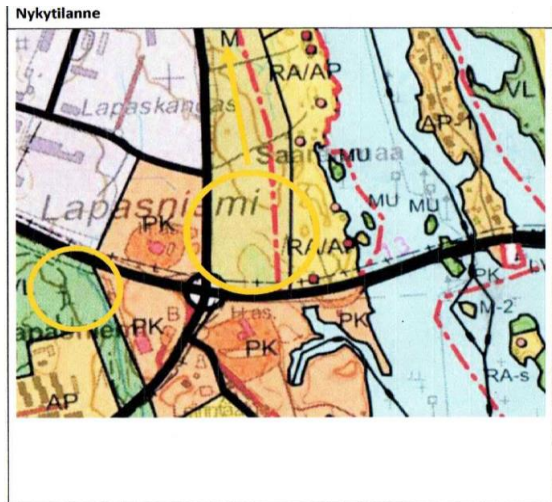 Nykytilanne
M
RA/AP
VL
Lapaskangas
AP-1
MU
Lapasniemi
PK
MU
MU
RA/A
PK
M-2
PK
B
PK
PK
RA-s
AP